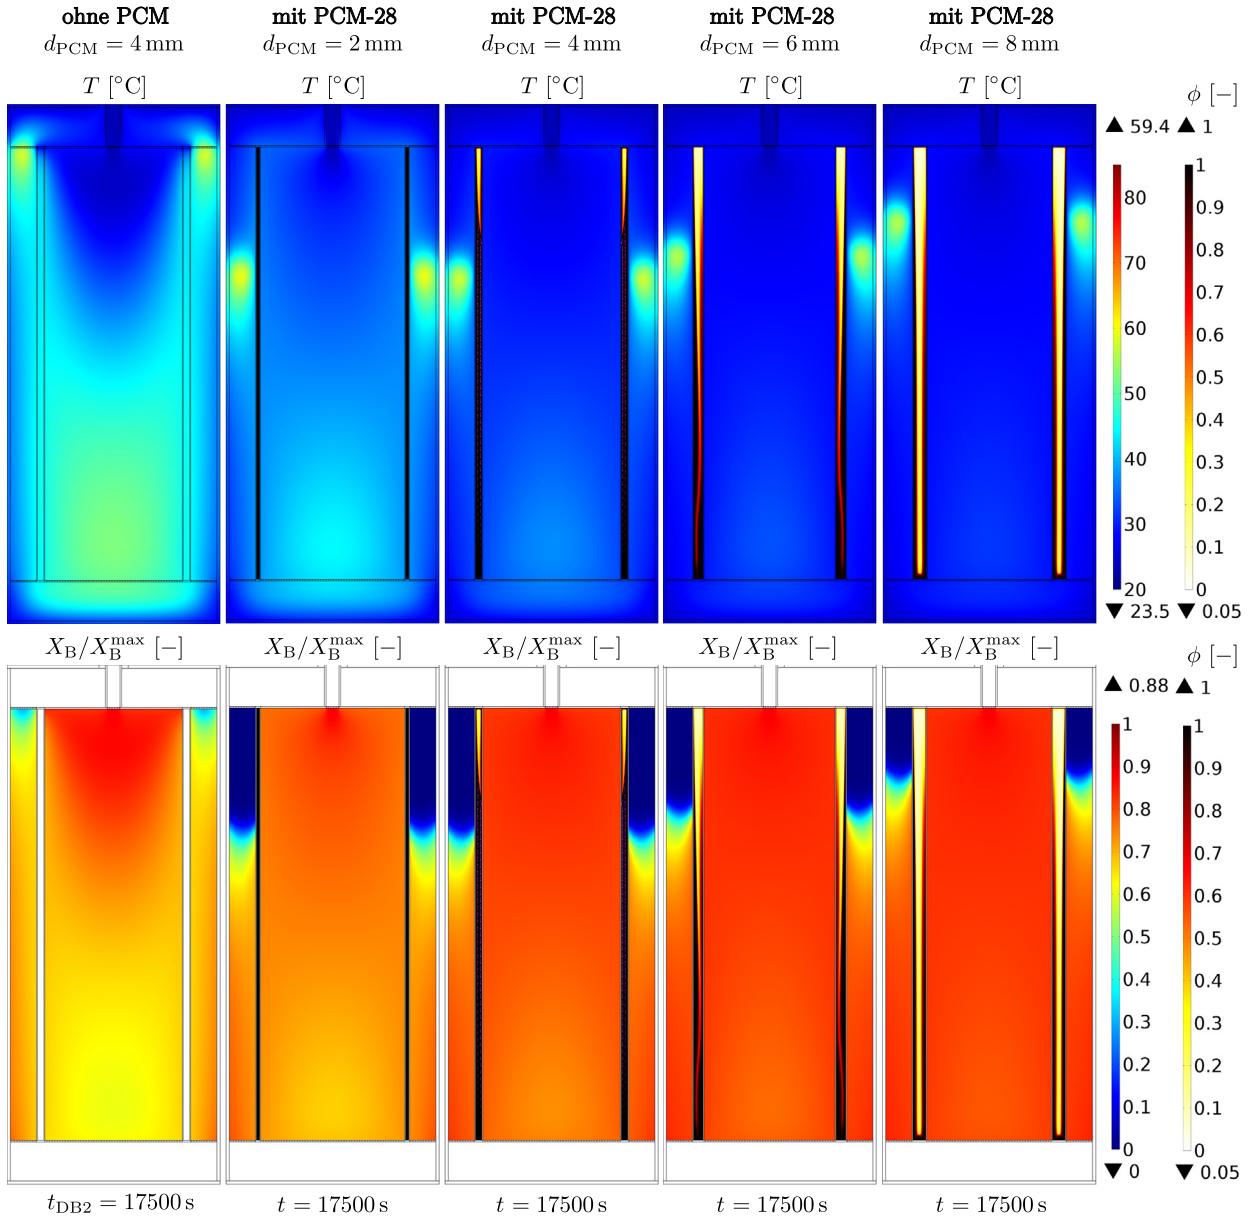 ohne PCM mit PCM-28 mit PCM-28 mit PCM-28 mit PCM-28
d_PCM = 4 mm d_PCM = 2 mm d_PCM = 4 mm d_PCM = 6 mm d_PCM = 8 mm
T [°C] T [°C] T [°C] T [°C] T [°C] ϕ [−]
▲ 59.4 ▲ 1
80 1
70 0.9
60 0.8
50 0.7
40 0.6
30 0.5
20 0.4
0.3
0.2
0.1
0
▼ 23.5 ▼ 0.05
X_B/X_B^max [−] X_B/X_B^max [−] X_B/X_B^max [−] X_B/X_B^max [−] X_B/X_B^max [−] ϕ [−]
▲ 0.88 ▲ 1
1 1
0.9 0.9
0.8 0.8
0.7 0.7
0.6 0.6
0.5 0.5
0.4 0.4
0.3 0.3
0.2 0.2
0.1 0.1
0 0
▼ 0 ▼ 0.05
t_DB2 = 17500 s t = 17500 s t = 17500 s t = 17500 s t = 17500 s